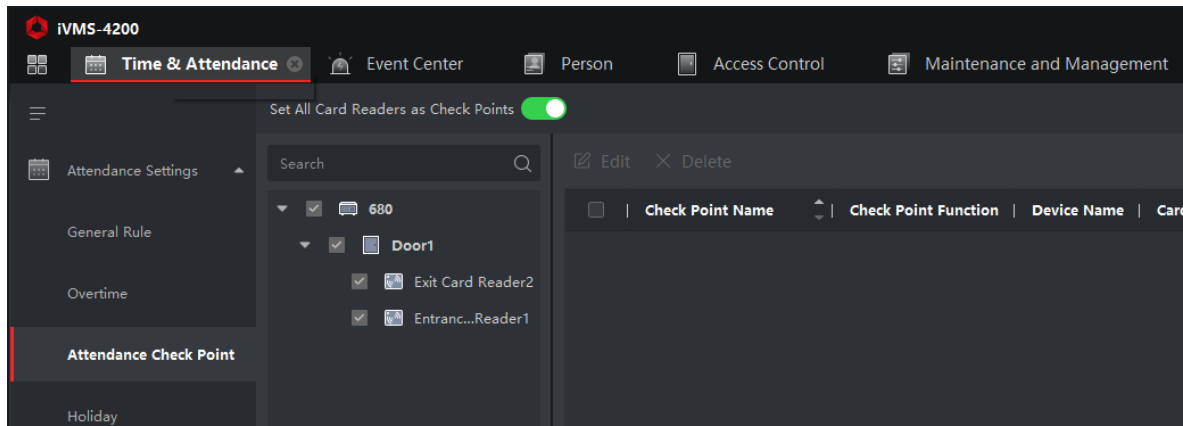 iVMS-4200
Time & Attendance Event Center Person Access Control Maintenance and Management
Set All Card Readers as Check Points
Attendance Settings
General Rule
Overtime
Attendance Check Point
Holiday
Search
680
Door1
Exit Card Reader2
Entranc...Reader1
Edit Delete
Check Point Name | Check Point Function | Device Name | Card